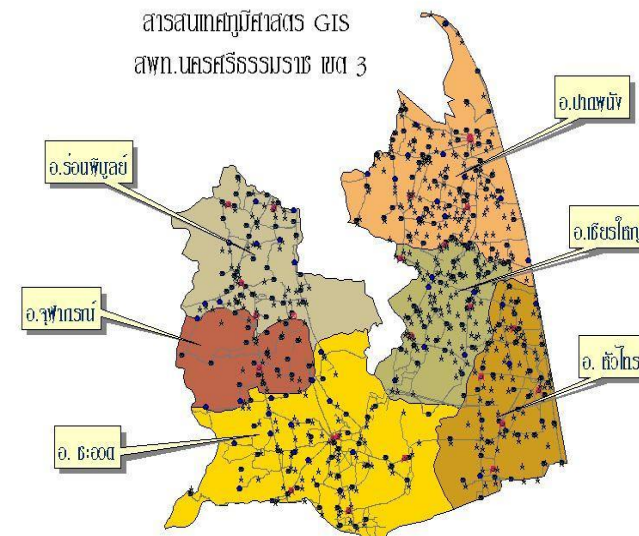 สารสนเทศภูมิศาสตร GIS
สพท.นครศรีธรรมราช เขต 3
อ.ปากพนัง
อ.ร่อนพิบูลย์
อ.เชียรใหญ
อ.จุฬาภรณ์
อ. หัวไทร
อ. ชะอวด